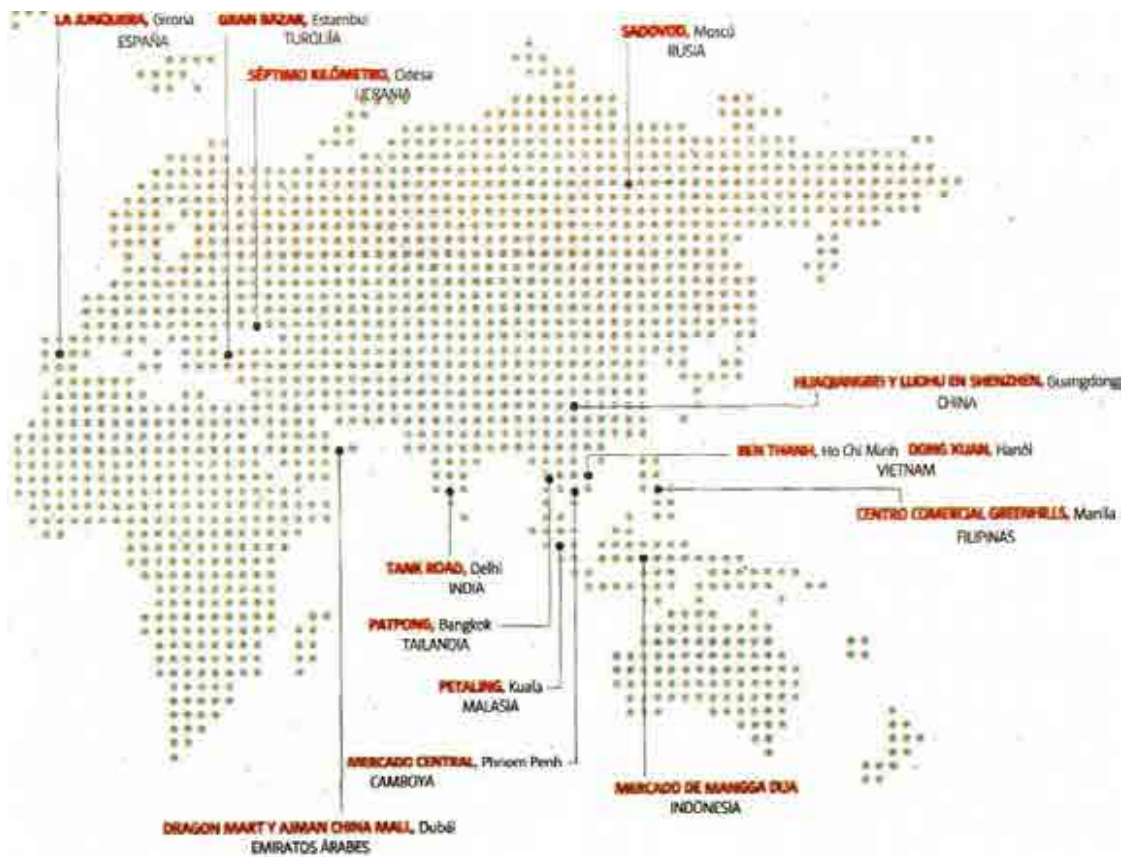 LA JUNQUERA, Girona
ESPAÑA
GRAN BAZAR, Estambul
TURQUÍA
SADOVOD, Moscú
RUSIA
SÉPTIMO KILÓMETRO, Odesa
UCRANIA
HUAQIANGBEI Y LUOHU EN SHENZHEN, Guangdong
CHINA
BEN THANH, Ho Chi Minh DONG XUAN, Hanói
VIETNAM
CENTRO COMERCIAL GREENHILLS, Manila
FILIPINAS
TANK ROAD, Delhi
INDIA
PATPONG, Bangkok
TAILANDIA
PETALING, Kuala
MALASIA
MERCADO CENTRAL, Phnom Penh
CAMBOYA
MERCADO DE MANGGA DUA
INDONESIA
DRAGON MART Y AJMAN CHINA MALL, Dubái
EMIRATOS ÁRABES